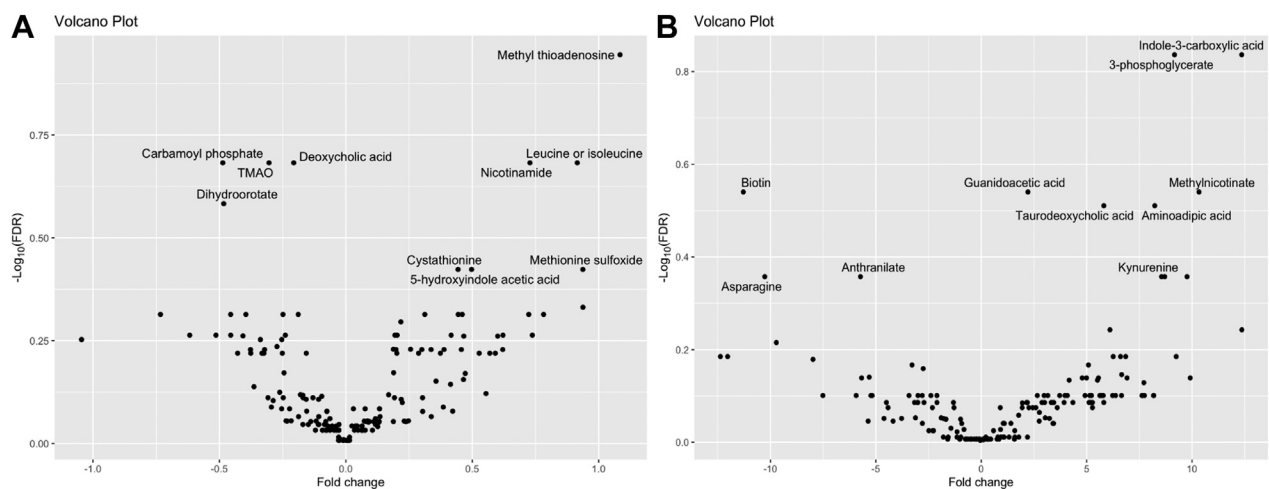 A
Volcano Plot
Methyl thioadenosine
0.75
Carbamoyl phosphate
Deoxycholic acid
Leucine or isoleucine
TMAO
Nicotinamide
Dihydroorotate
0.50
Cystathionine
Methionine sulfoxide
5-hydroxyindole acetic acid
0.25
0.00
-Log10(FDR)
-1.0 -0.5 0.0 0.5 1.0
Fold change
B
Volcano Plot
Indole-3-carboxylic acid
3-phosphoglycerate
0.8
0.6
Biotin
Guanidoacetic acid
Methylnicotinate
Taurodeoxycholic acid
Aminoadipic acid
0.4
Anthranilate
Kynurenine
Asparagine
0.2
0.0
-Log10(FDR)
-10 -5 0 5 10
Fold change